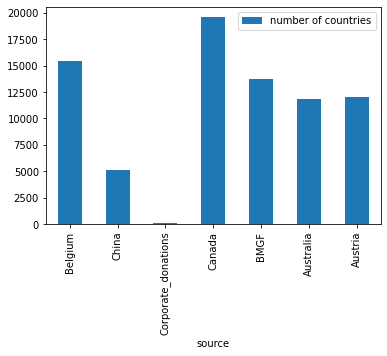 number of countries
20000
17500
15000
12500
10000
7500
5000
2500
0
Belgium
China
Corporate_donations
Canada
BMGF
Australia
Austria
source